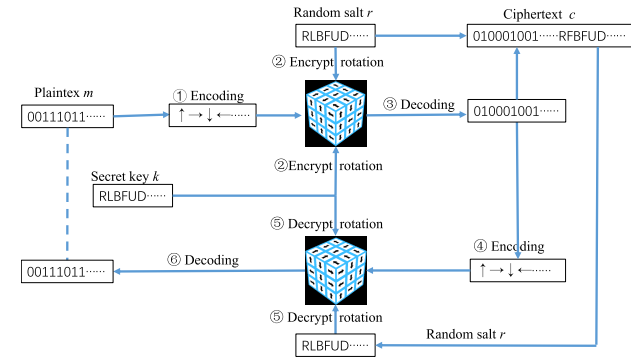 Random salt r
Ciphertext c
RLBFUD······
010001001······RFBFUD······
② Encrypt rotation
Plaintex m
① Encoding
③ Decoding
00111011······
↑→↓←······
010001001······
②Encrypt rotation
Secret key k
RLBFUD······
⑤ Decrypt rotation
④ Encoding
⑥ Decoding
00111011······
↑→↓←······
⑤ Decrypt rotation
Random salt r
RLBFUD······